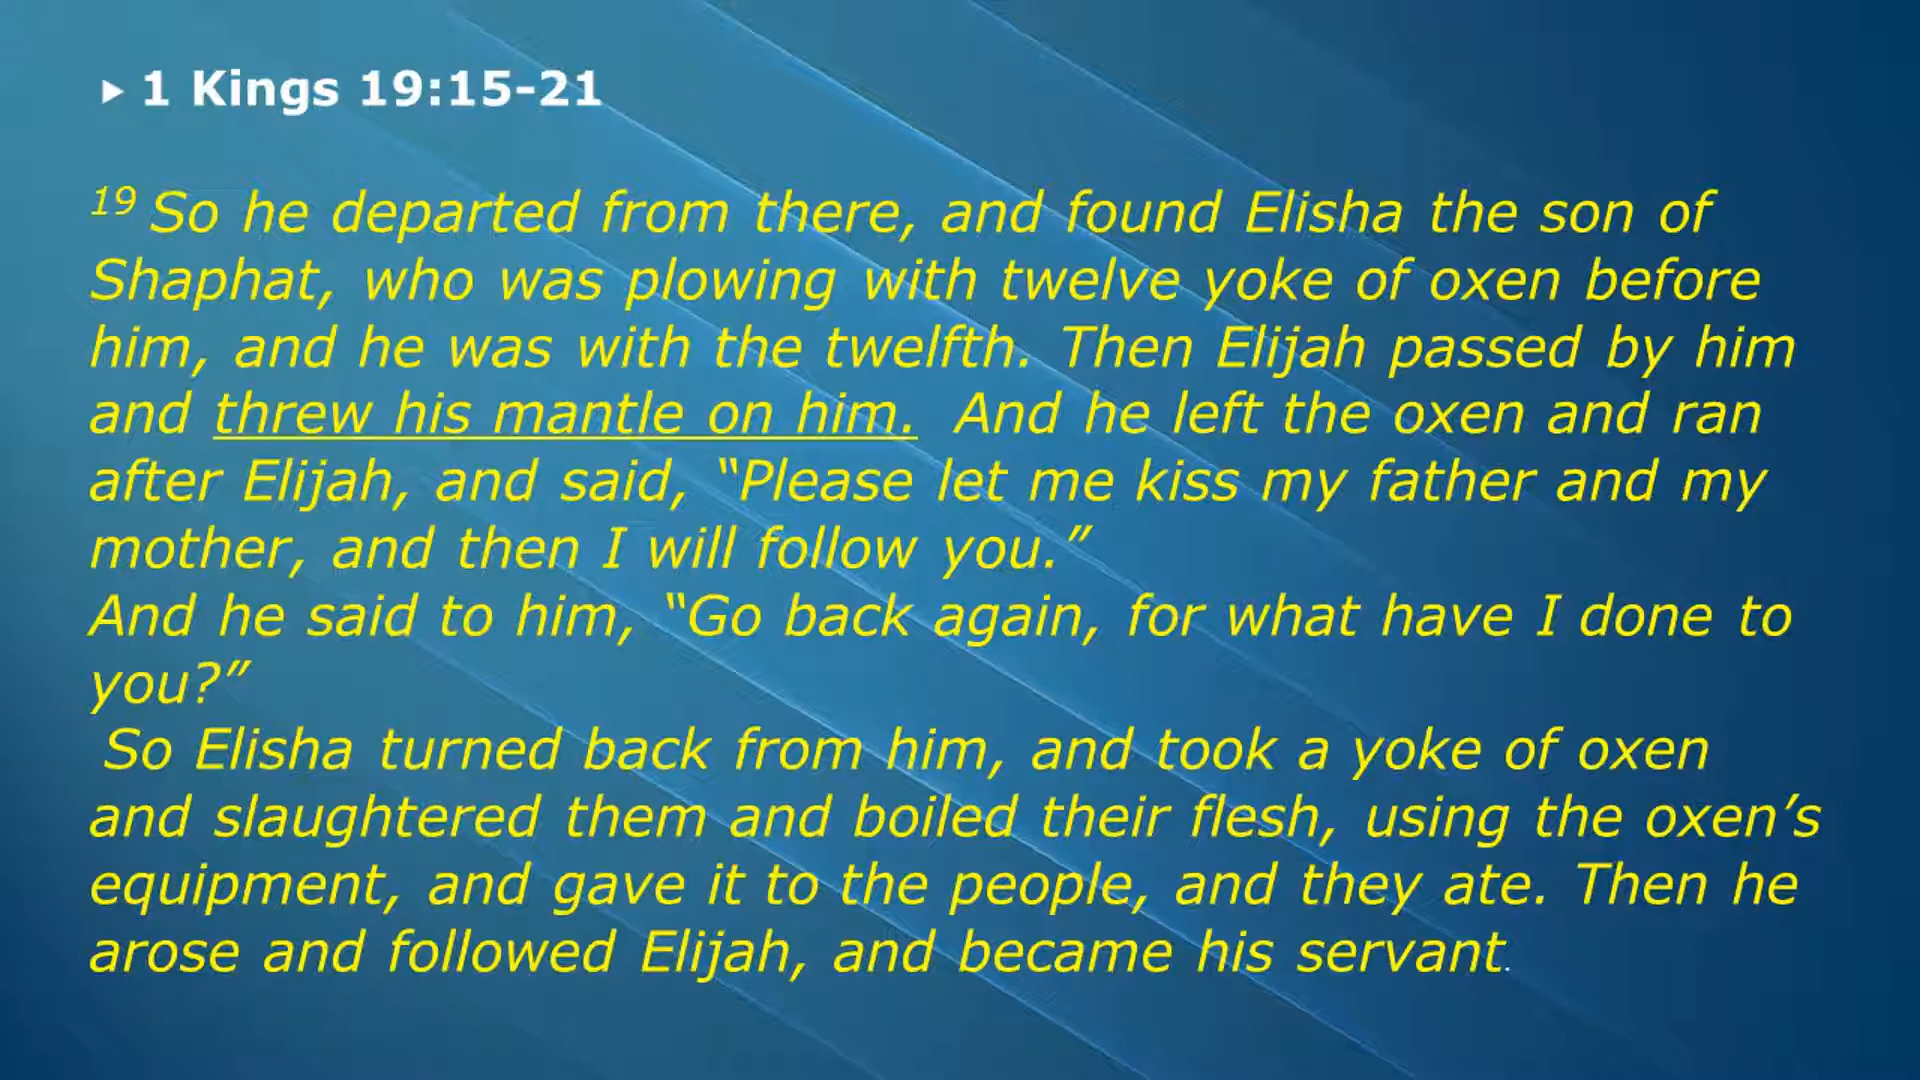 ▶ 1 Kings 19:15-21
19 So he departed from there, and found Elisha the son of
Shaphat, who was plowing with twelve yoke of oxen before
him, and he was with the twelfth. Then Elijah passed by him
and threw his mantle on him. And he left the oxen and ran
after Elijah, and said, “Please let me kiss my father and my
mother, and then I will follow you.”
And he said to him, “Go back again, for what have I done to
you?”
So Elisha turned back from him, and took a yoke of oxen
and slaughtered them and boiled their flesh, using the oxen’s
equipment, and gave it to the people, and they ate. Then he
arose and followed Elijah, and became his servant.